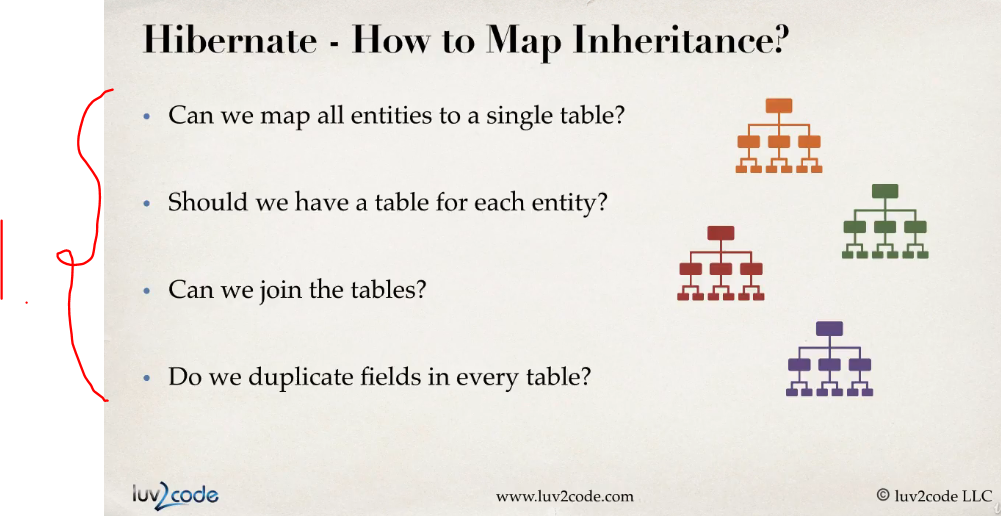 Hibernate - How to Map Inheritance?
• Can we map all entities to a single table?
• Should we have a table for each entity?
• Can we join the tables?
• Do we duplicate fields in every table?
luv2code www.luv2code.com © luv2code LLC